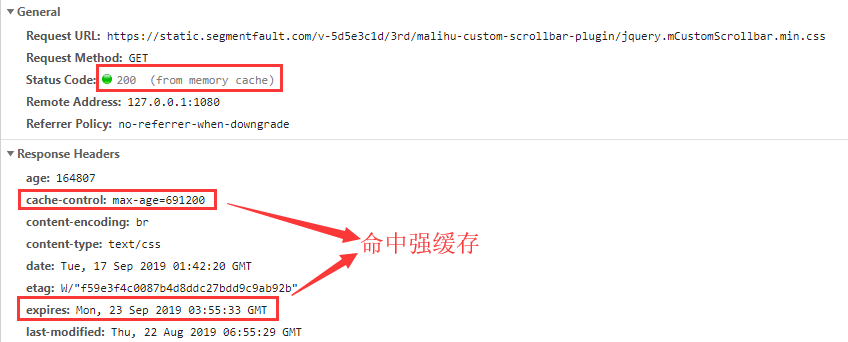 General
Request URL: https://static.segmentfault.com/v-5d5e3c1d/3rd/malihu-custom-scrollbar-plugin/jquery.mCustomScrollbar.min.css
Request Method: GET
Status Code: 200 (from memory cache)
Remote Address: 127.0.0.1:1080
Referrer Policy: no-referrer-when-downgrade
Response Headers
age: 164807
cache-control: max-age=691200
content-encoding: br
命中强缓存
content-type: text/css
date: Tue, 17 Sep 2019 01:42:20 GMT
etag: W/"f59e3f4c0087b4d8ddc27bdd9c9ab92b"
expires: Mon, 23 Sep 2019 03:55:33 GMT
last-modified: Thu, 22 Aug 2019 06:55:29 GMT